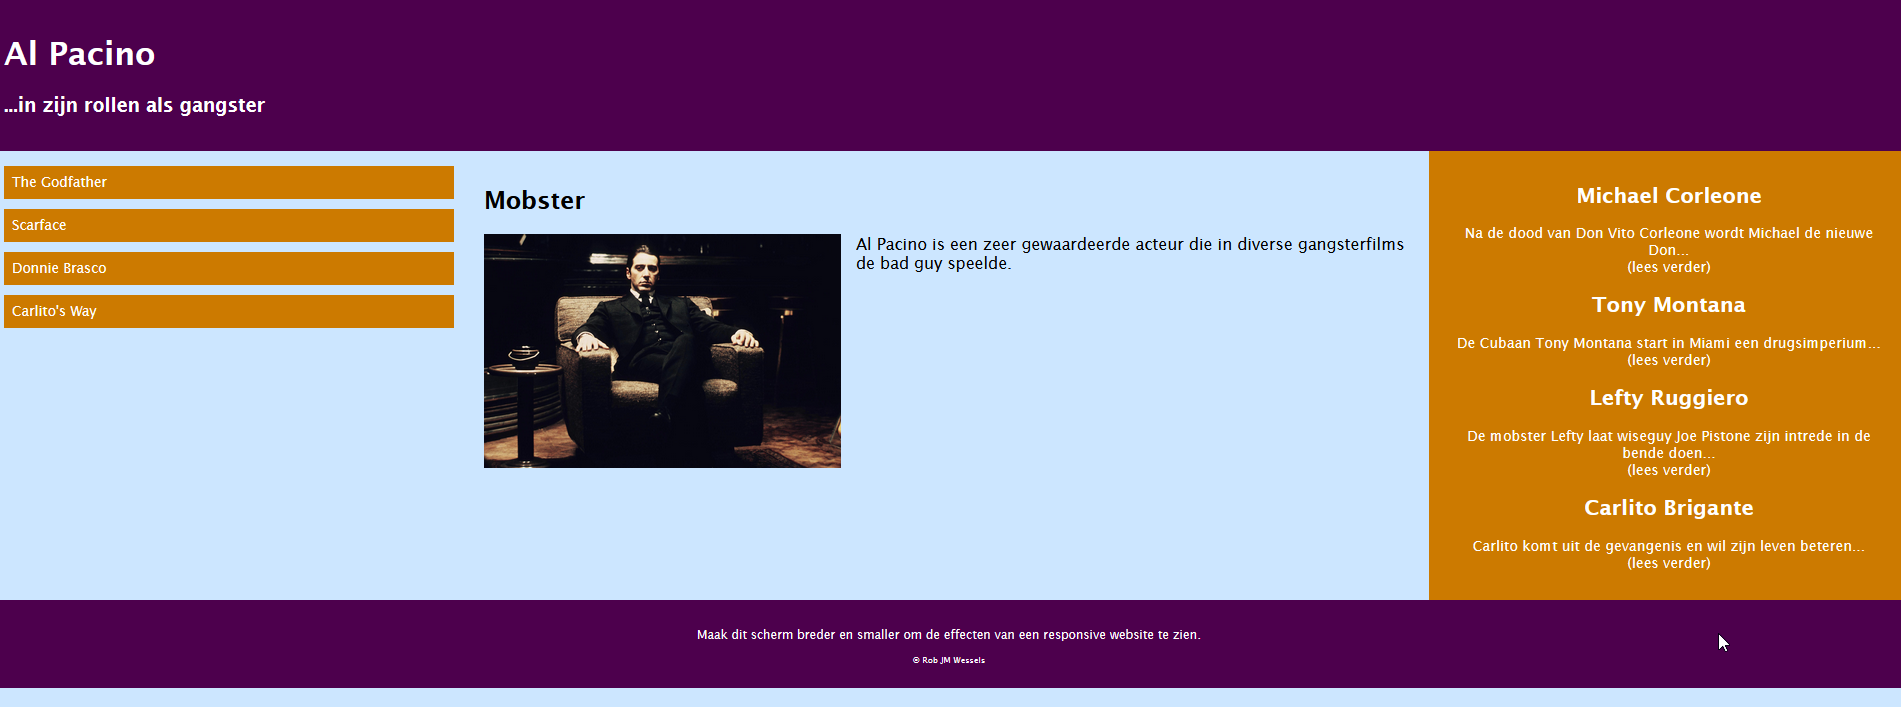 Al Pacino
...in zijn rollen als gangster
The Godfather
Scarface
Donnie Brasco
Carlito's Way
Mobster
Al Pacino is een zeer gewaardeerde acteur die in diverse gangsterfilms
de bad guy speelde.
Michael Corleone
Na de dood van Don Vito Corleone wordt Michael de nieuwe
Don...
(lees verder)
Tony Montana
De Cubaan Tony Montana start in Miami een drugsimperium...
(lees verder)
Lefty Ruggiero
De mobster Lefty laat wiseguy Joe Pistone zijn intrede in de
bende doen...
(lees verder)
Carlito Brigante
Carlito komt uit de gevangenis en wil zijn leven beteren...
(lees verder)
Maak dit scherm breder en smaller om de effecten van een responsive website te zien.
© Rob JM Wessels